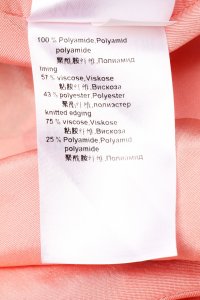 100 % Polyamide,Polyamid
polyamide
聚酰胺纤维,Полиамид
lining
57 % viscose,Viskose
粘胺纤维,Вискоза
43 % polyester,Polyester
聚酯纤维,полиэстер
knitted edging
75 % viscose,Viskose
粘胺纤维,Вискоза
25 % Polyamide,Polyamid
polyamide
聚酰胺纤维,Полиамид